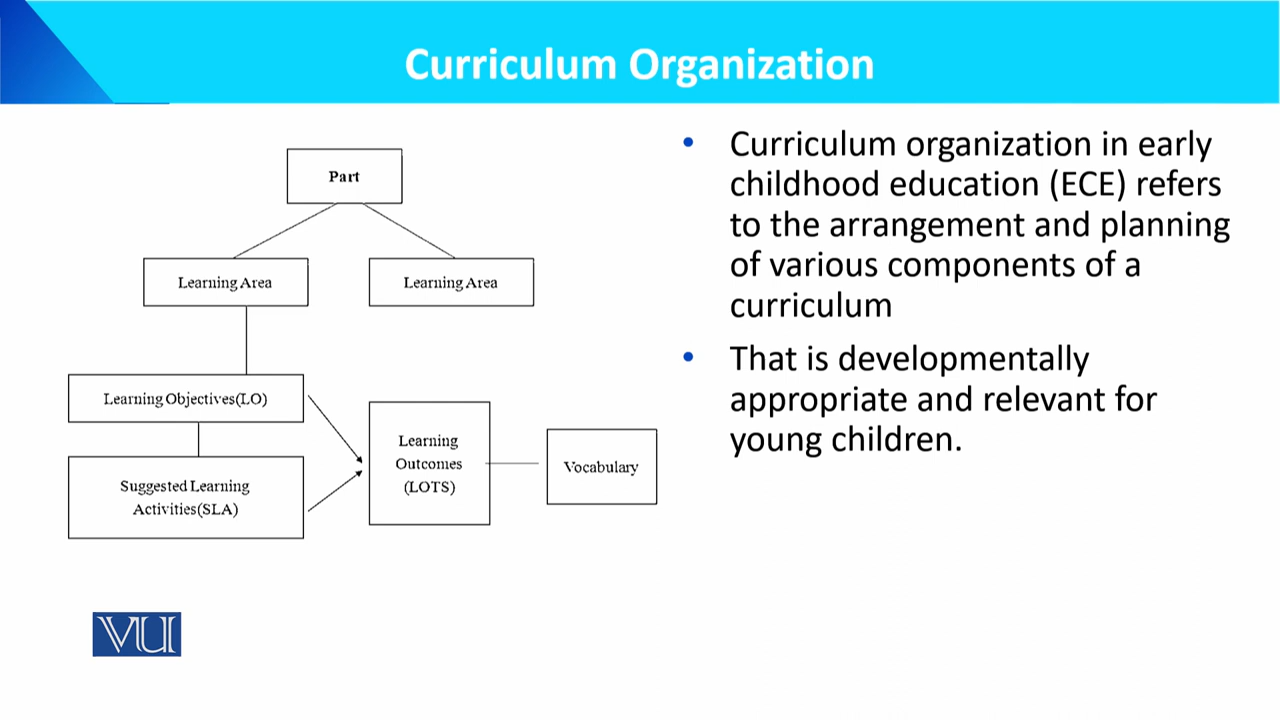 Curriculum Organization
Part
Learning Area
Learning Area
Learning Objectives(LO)
Suggested Learning
Activities(SLA)
Learning
Outcomes
(LOTS)
Vocabulary
• Curriculum organization in early
childhood education (ECE) refers
to the arrangement and planning
of various components of a
curriculum
• That is developmentally
appropriate and relevant for
young children.
VU